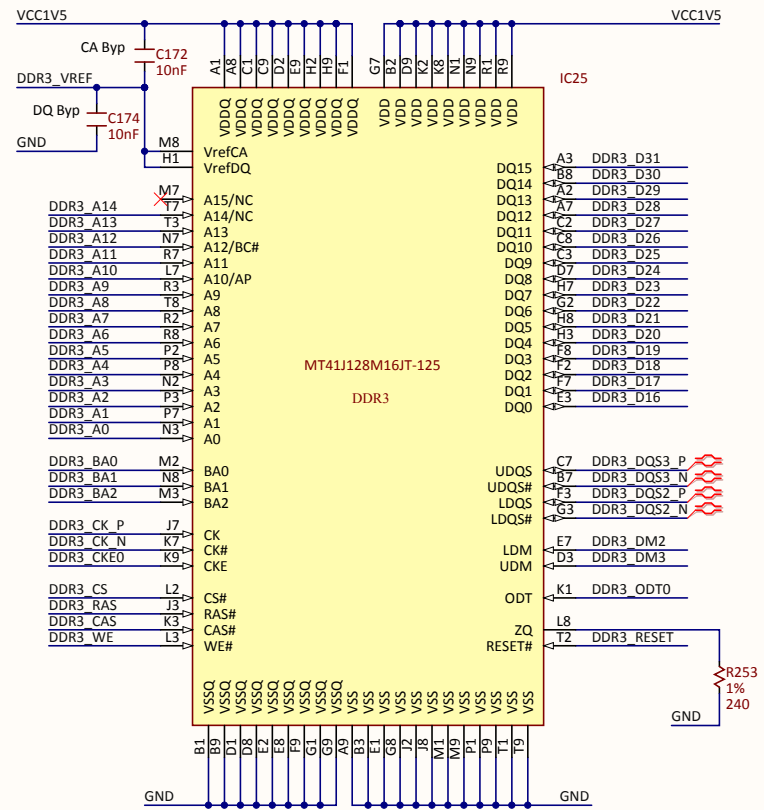 VCC1V5 VCC1V5
CA Byp C172
10nF
DDR3_VREF
DQ Byp C174
10nF
GND
A1 A8 C1 C9 D2 E9 H2 H9 F1 G7 B2 D9 K2 K8 N1 N9 R1 R9
IC25
VDDQ VDDQ VDDQ VDDQ VDDQ VDDQ VDDQ VDDQ VDDQ VDD VDD VDD VDD VDD VDD VDD VDD VDD
M8 VrefCA
H1 VrefDQ
DQ15 A3 DDR3_D31
DQ14 B8 DDR3_D30
M7 A15/NC DQ13 A2 DDR3_D29
DDR3_A14 T7 A14/NC DQ12 A7 DDR3_D28
DDR3_A13 T3 A13 DQ11 C2 DDR3_D27
DDR3_A12 N7 A12/BC# DQ10 C8 DDR3_D26
DDR3_A11 R7 A11 DQ9 C3 DDR3_D25
DDR3_A10 L7 A10/AP DQ8 D7 DDR3_D24
DDR3_A9 R3 A9 DQ7 H7 DDR3_D23
DDR3_A8 T8 A8 DQ6 G2 DDR3_D22
DDR3_A7 R2 A7 DQ5 H8 DDR3_D21
DDR3_A6 R8 A6 DQ4 H3 DDR3_D20
DDR3_A5 P2 A5 DQ3 F8 DDR3_D19
DDR3_A4 P8 A4 DQ2 F2 DDR3_D18
DDR3_A3 N2 A3 DQ1 F7 DDR3_D17
DDR3_A2 P3 A2 DQ0 E3 DDR3_D16
DDR3_A1 P7 A1
DDR3_A0 N3 A0
MT41J128M16JT-125
DDR3
DDR3_BA0 M2 BA0 UDQS C7 DDR3_DQS3_P
DDR3_BA1 N8 BA1 UDQS# B7 DDR3_DQS3_N
DDR3_BA2 M3 BA2 LDQS F3 DDR3_DQS2_P
LDQS# G3 DDR3_DQS2_N
DDR3_CK_P J7 CK
DDR3_CK_N K7 CK# LDM E7 DDR3_DM2
DDR3_CKE0 K9 CKE UDM D3 DDR3_DM3
DDR3_CS L2 CS# ODT K1 DDR3_ODT0
DDR3_RAS J3 RAS#
DDR3_CAS K3 CAS# ZQ L8
DDR3_WE L3 WE# RESET# T2 DDR3_RESET
R253
1%
240
GND
VSSQ VSSQ VSSQ VSSQ VSSQ VSSQ VSSQ VSSQ VSSQ VSS VSS VSS VSS VSS VSS VSS VSS VSS VSS VSS VSS
B1 B9 D1 D8 E2 E8 F9 G1 G9 A9 B3 E1 G8 J2 J8 M1 M9 P1 P9 T1 T9
GND GND